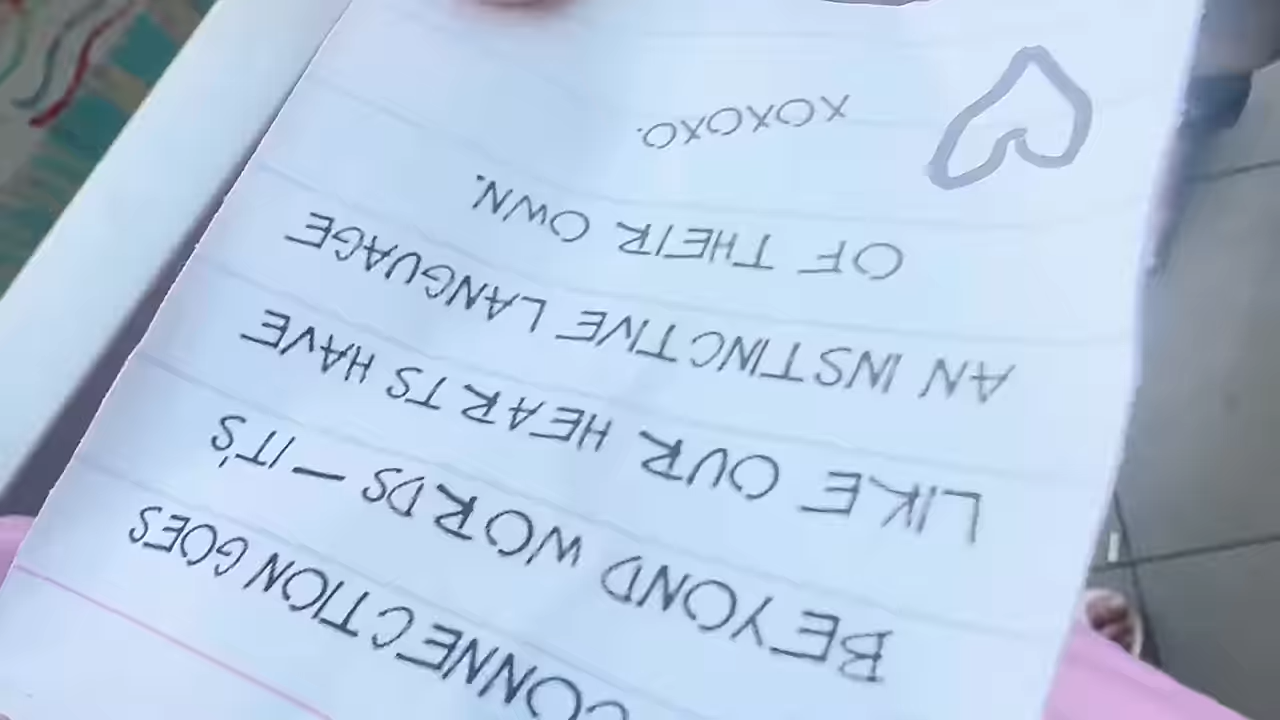 CONNECTION GOES
BEYOND WORDS — IT'S
LIKE OUR HEARTS HAVE
AN INSTINCTIVE LANGUAGE
OF THEIR OWN.
XOXOXO.